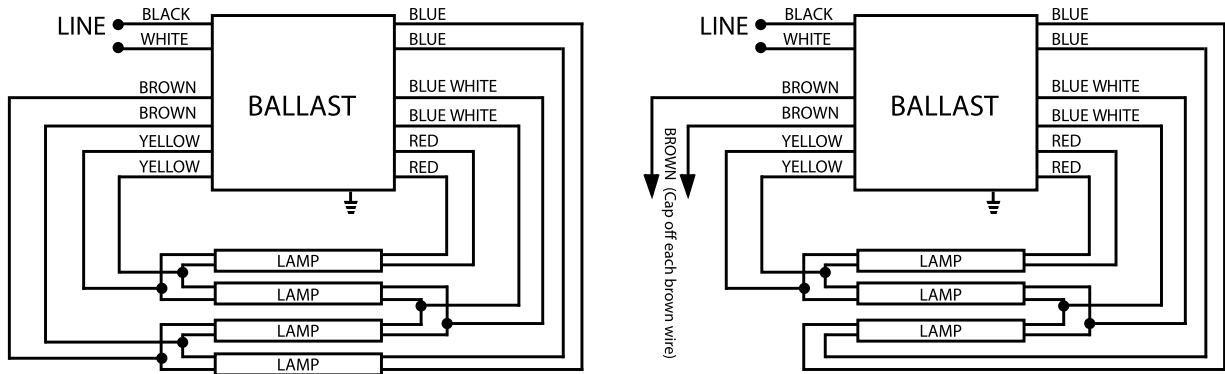 LINE
BLACK
WHITE
BROWN
BROWN
YELLOW
YELLOW
BALLAST
BLUE
BLUE
BLUE WHITE
BLUE WHITE
RED
RED
LAMP
LAMP
LAMP
LAMP
LINE
BLACK
WHITE
BROWN
BROWN
YELLOW
YELLOW
BROWN (Cap off each brown wire)
BALLAST
BLUE
BLUE
BLUE WHITE
BLUE WHITE
RED
RED
LAMP
LAMP
LAMP